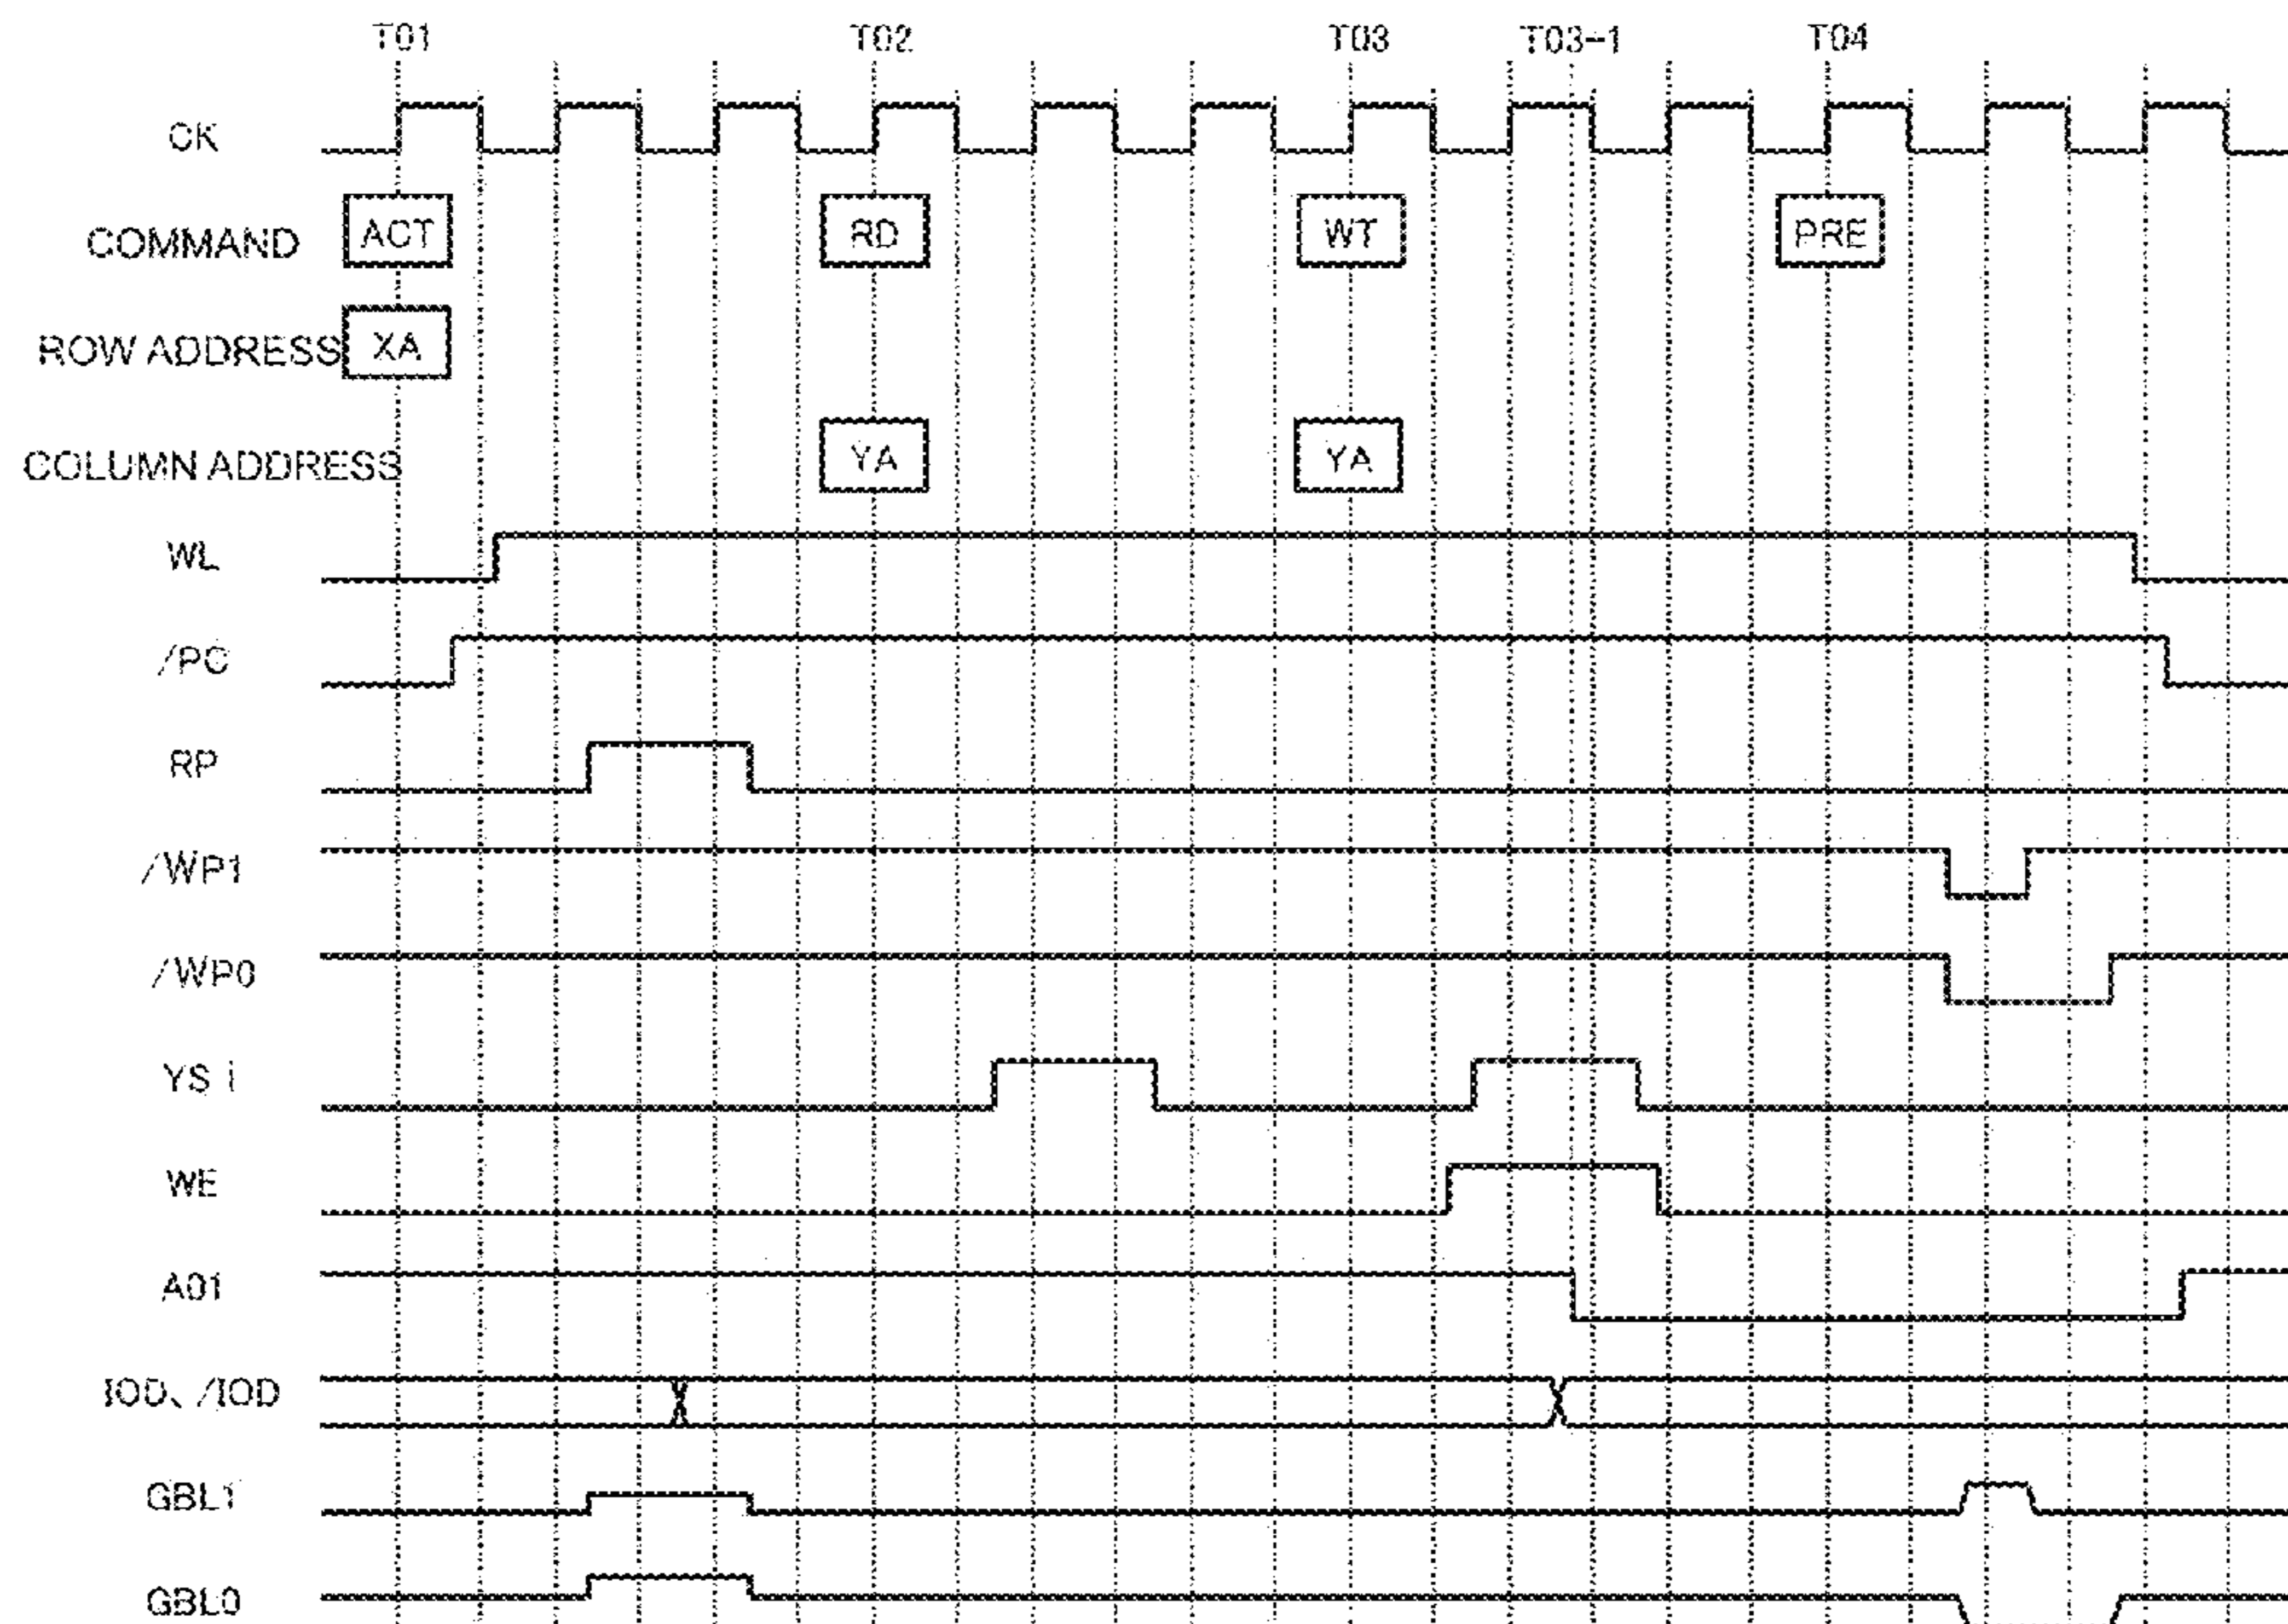 T01 T02 T03 T03-1 T04
CK
COMMAND ACT RD WT PRE
ROW ADDRESS XA
COLUMN ADDRESS YA YA
WL
/PC
RP
/WP1
/WP0
YS i
WE
A01
IOD、/IOD
GBL1
GBL0